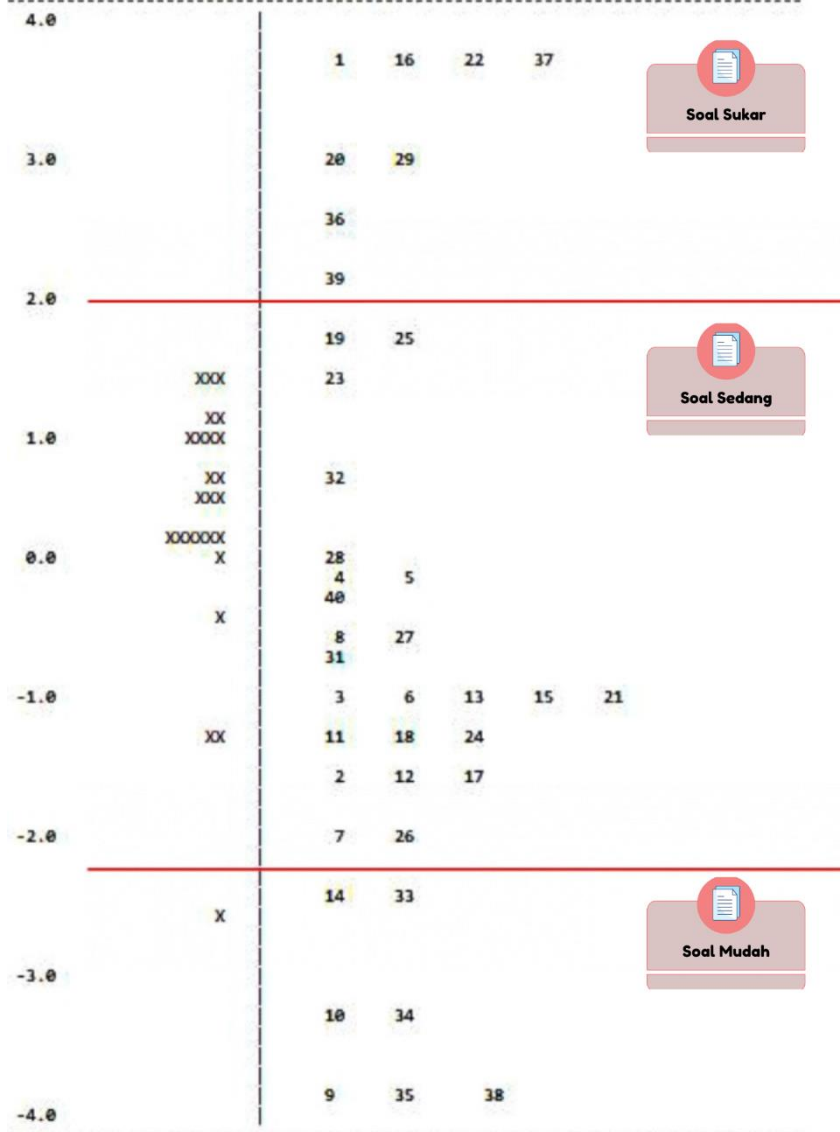 4.0
1 16 22 37
Soal Sukar
3.0 20 29
36
39
2.0
19 25
XXX 23
Soal Sedang
XX
1.0 XXXX
XX 32
XXX
XXXXXX
0.0 X 28
4 5
40
X
8 27
31
-1.0 3 6 13 15 21
XX 11 18 24
2 12 17
-2.0 7 26
14 33
X
Soal Mudah
-3.0
10 34
9 35 38
-4.0